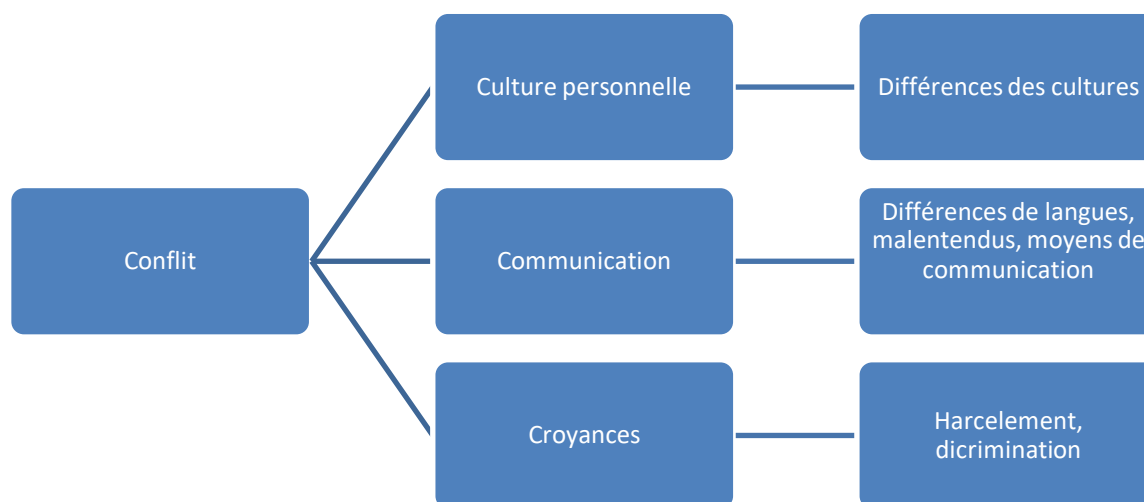 Culture personnelle
Différences des cultures
Conflit
Communication
Différences de langues,
malentendus, moyens de
communication
Croyances
Harcelement,
dicrimination